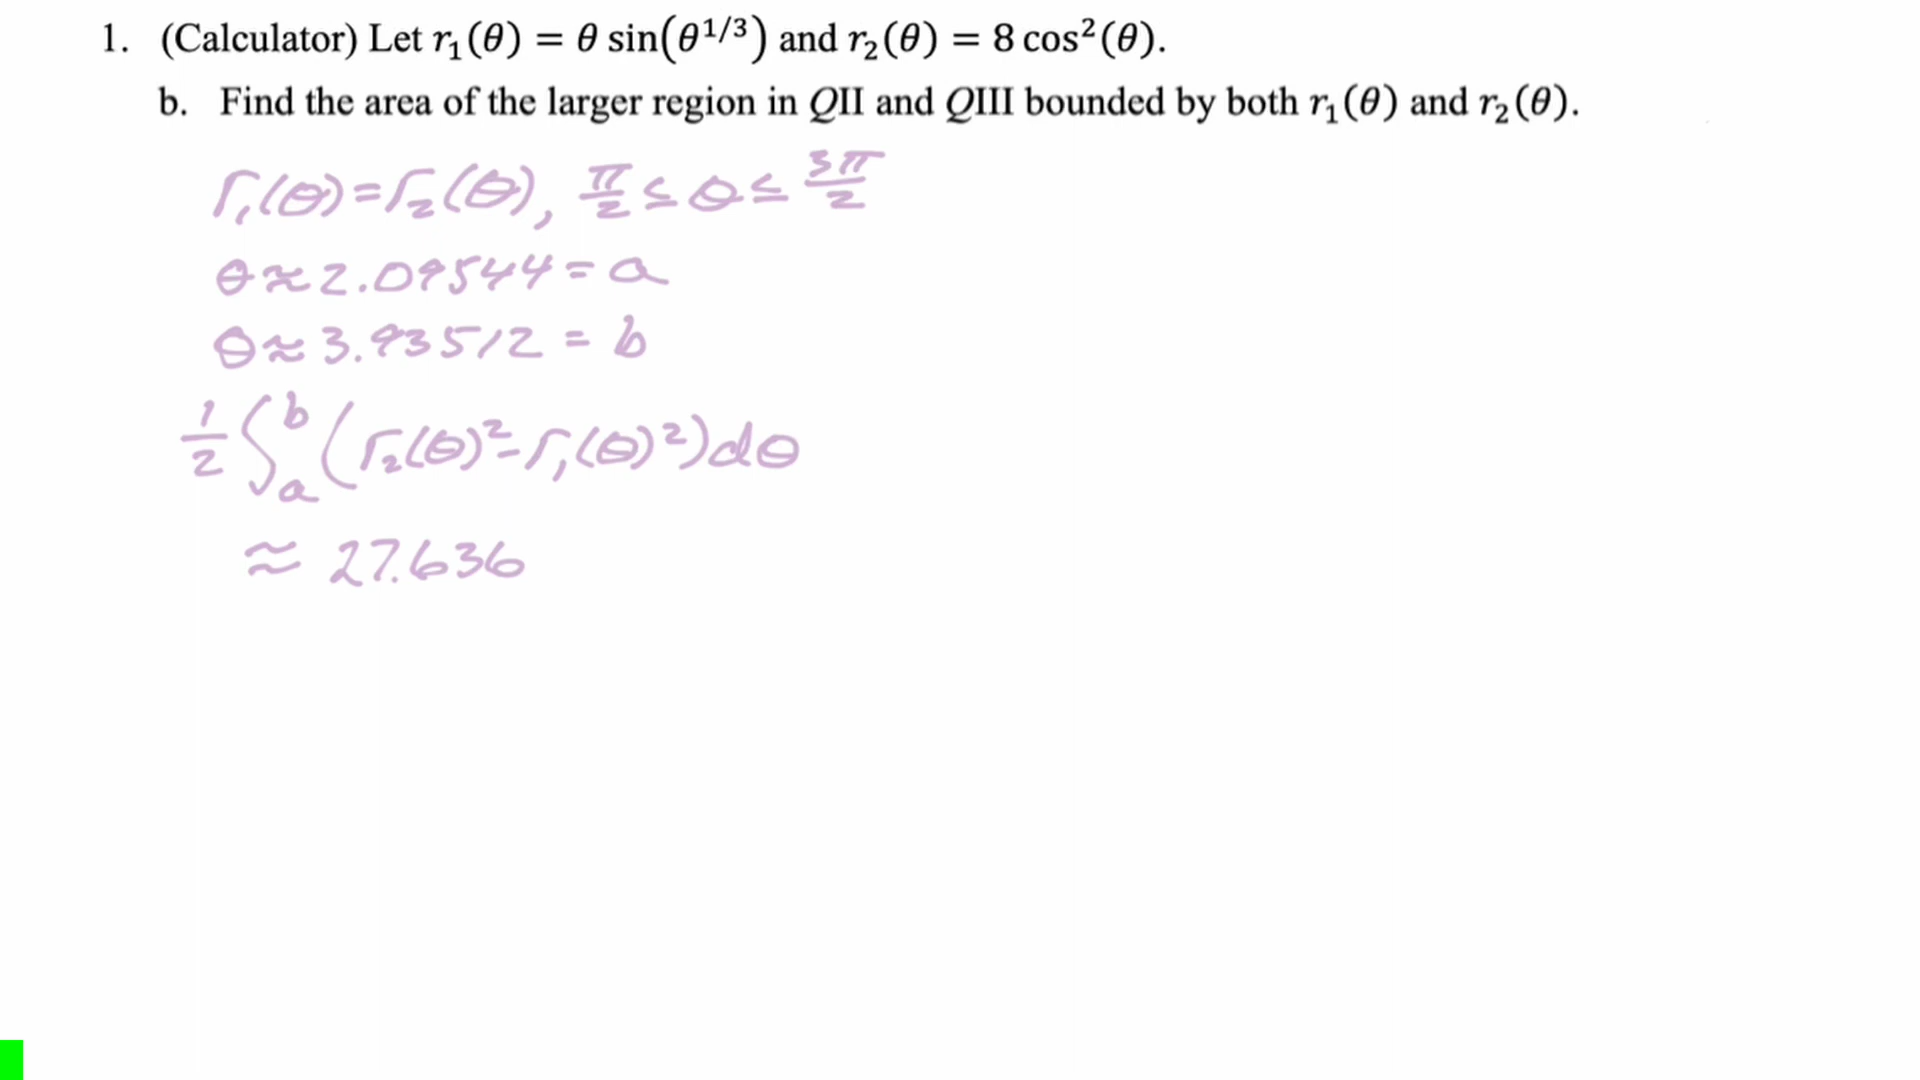 1. (Calculator) Let r₁(θ) = θ sin(θ^{1/3}) and r₂(θ) = 8 cos²(θ).
b. Find the area of the larger region in QII and QIII bounded by both r₁(θ) and r₂(θ).
r₁(θ)=r₂(θ), π/2 ≤ θ ≤ 3π/2
θ≈2.09544=a
θ≈3.93512=b
1/2 ∫ₐᵇ (r₂(θ)²-r₁(θ)²)dθ
≈ 27.636